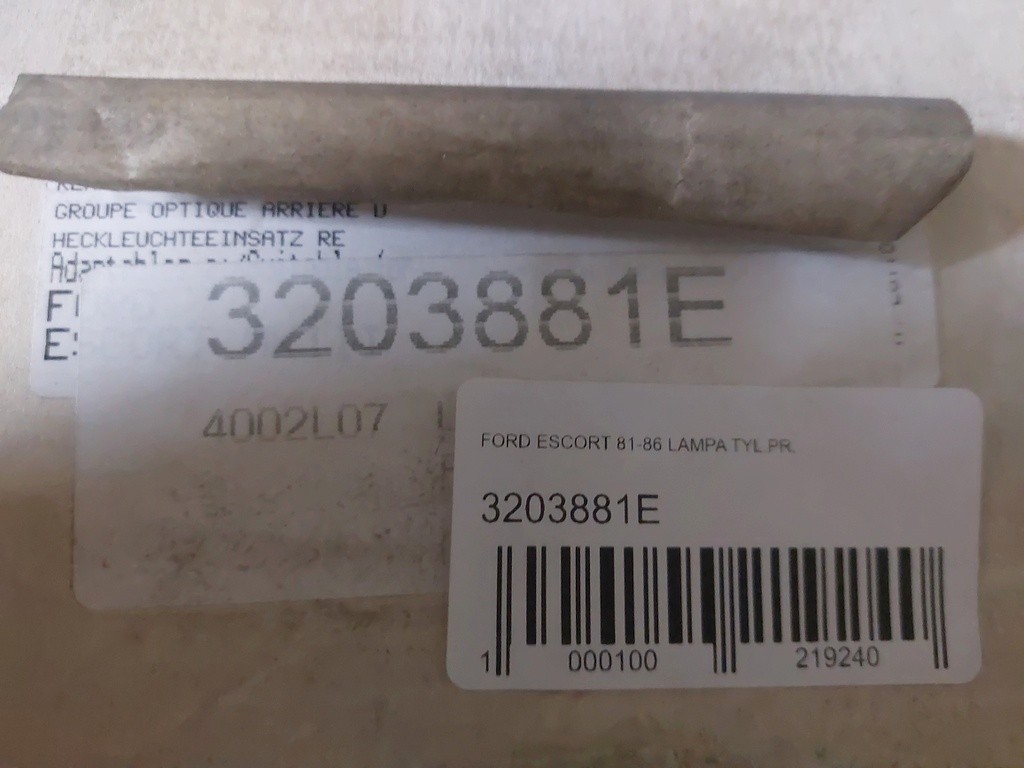 GROUPE OPTIQUE ARRIERE
HECKLEUCHTEEINSATZ RE
3203881E
4002L07
FORD ESCORT 81-86 LAMPA TYL PR.
3203881E
1 000100 219240